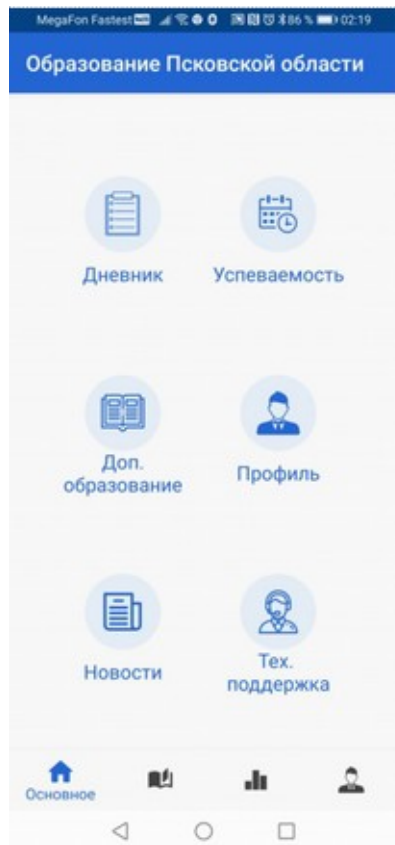 MegaFon Fastest 86 % 02:19
Образование Псковской области
Дневник
Успеваемость
Доп.
образование
Профиль
Новости
Тех.
поддержка
Основное